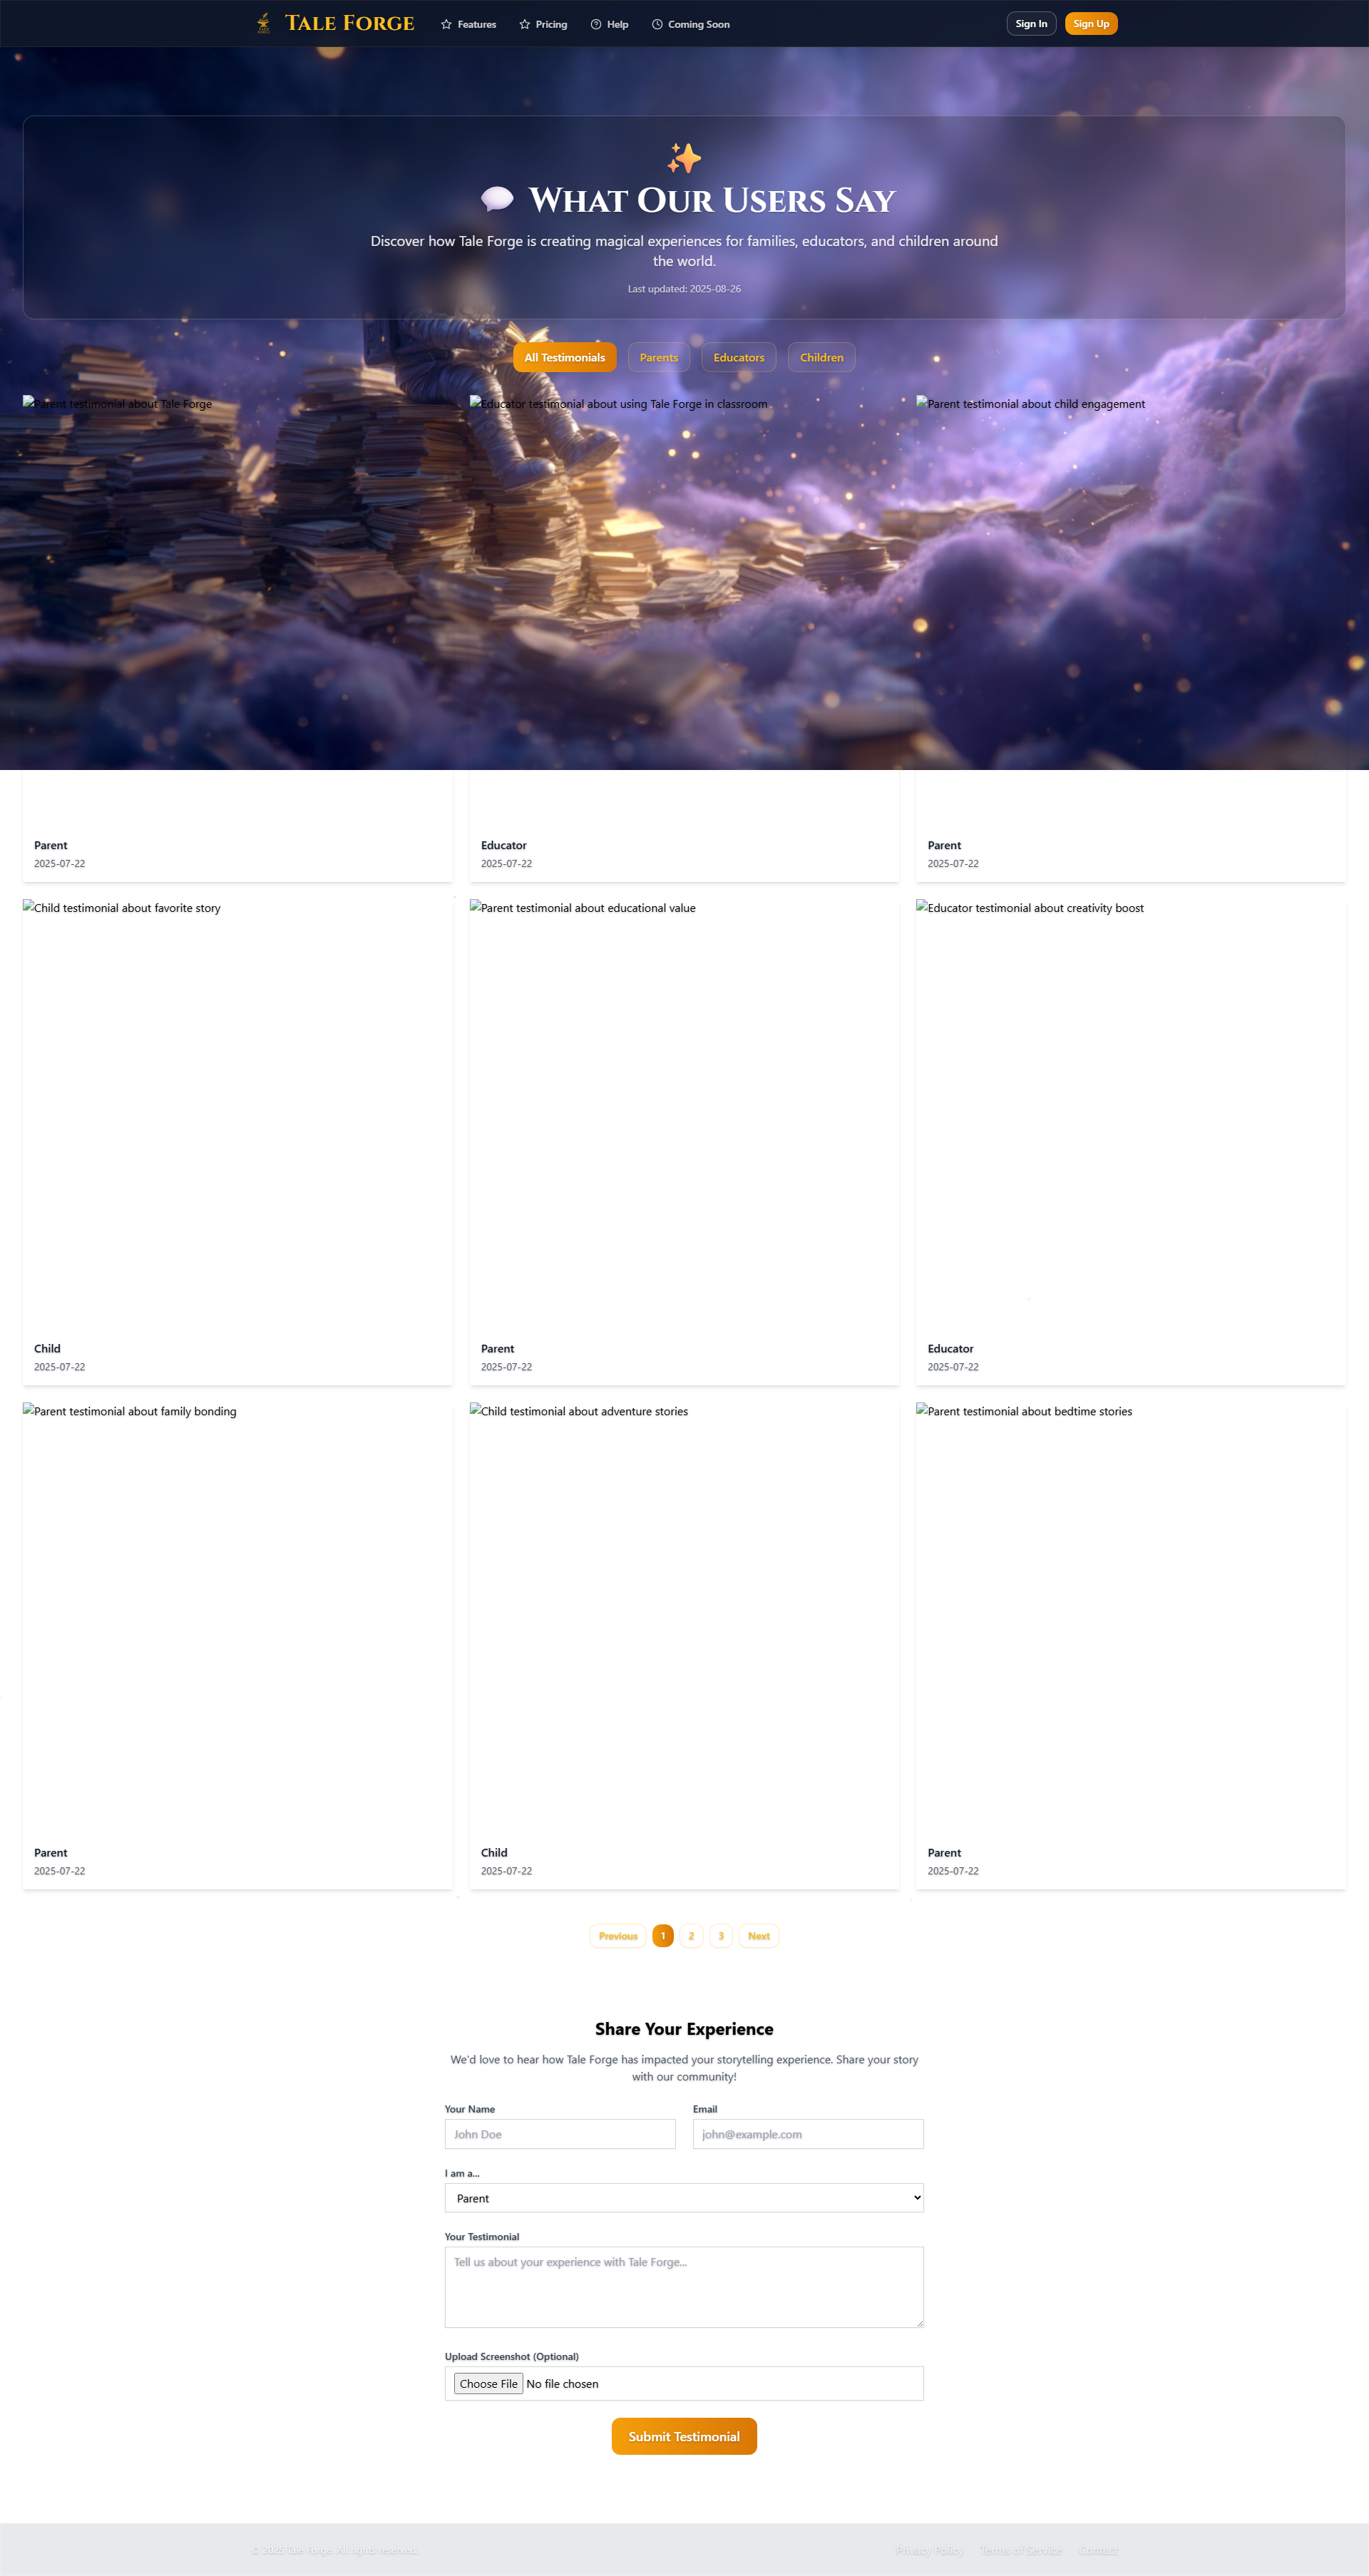 Tale Forge
Features
Pricing
Help
Coming Soon
Sign In
Sign Up
What Our Users Say
Discover how Tale Forge is creating magical experiences for families, educators, and children around
the world.
Last updated: 2025-08-26
All Testimonials
Parents
Educators
Children
Parent testimonial about Tale Forge
Educator testimonial about using Tale Forge in classroom
Parent testimonial about child engagement
Parent
2025-07-22
Educator
2025-07-22
Parent
2025-07-22
Child testimonial about favorite story
Parent testimonial about educational value
Educator testimonial about creativity boost
Child
2025-07-22
Parent
2025-07-22
Educator
2025-07-22
Parent testimonial about family bonding
Child testimonial about adventure stories
Parent testimonial about bedtime stories
Parent
2025-07-22
Child
2025-07-22
Parent
2025-07-22
Previous
1
2
3
Next
Share Your Experience
We'd love to hear how Tale Forge has impacted your storytelling experience. Share your story
with our community!
Your Name
Email
John Doe
john@example.com
I am a...
Parent
Your Testimonial
Tell us about your experience with Tale Forge...
Upload Screenshot (Optional)
Choose File No file chosen
Submit Testimonial
© 2025 Tale Forge. All rights reserved.
Privacy Policy
Terms of Service
Contact